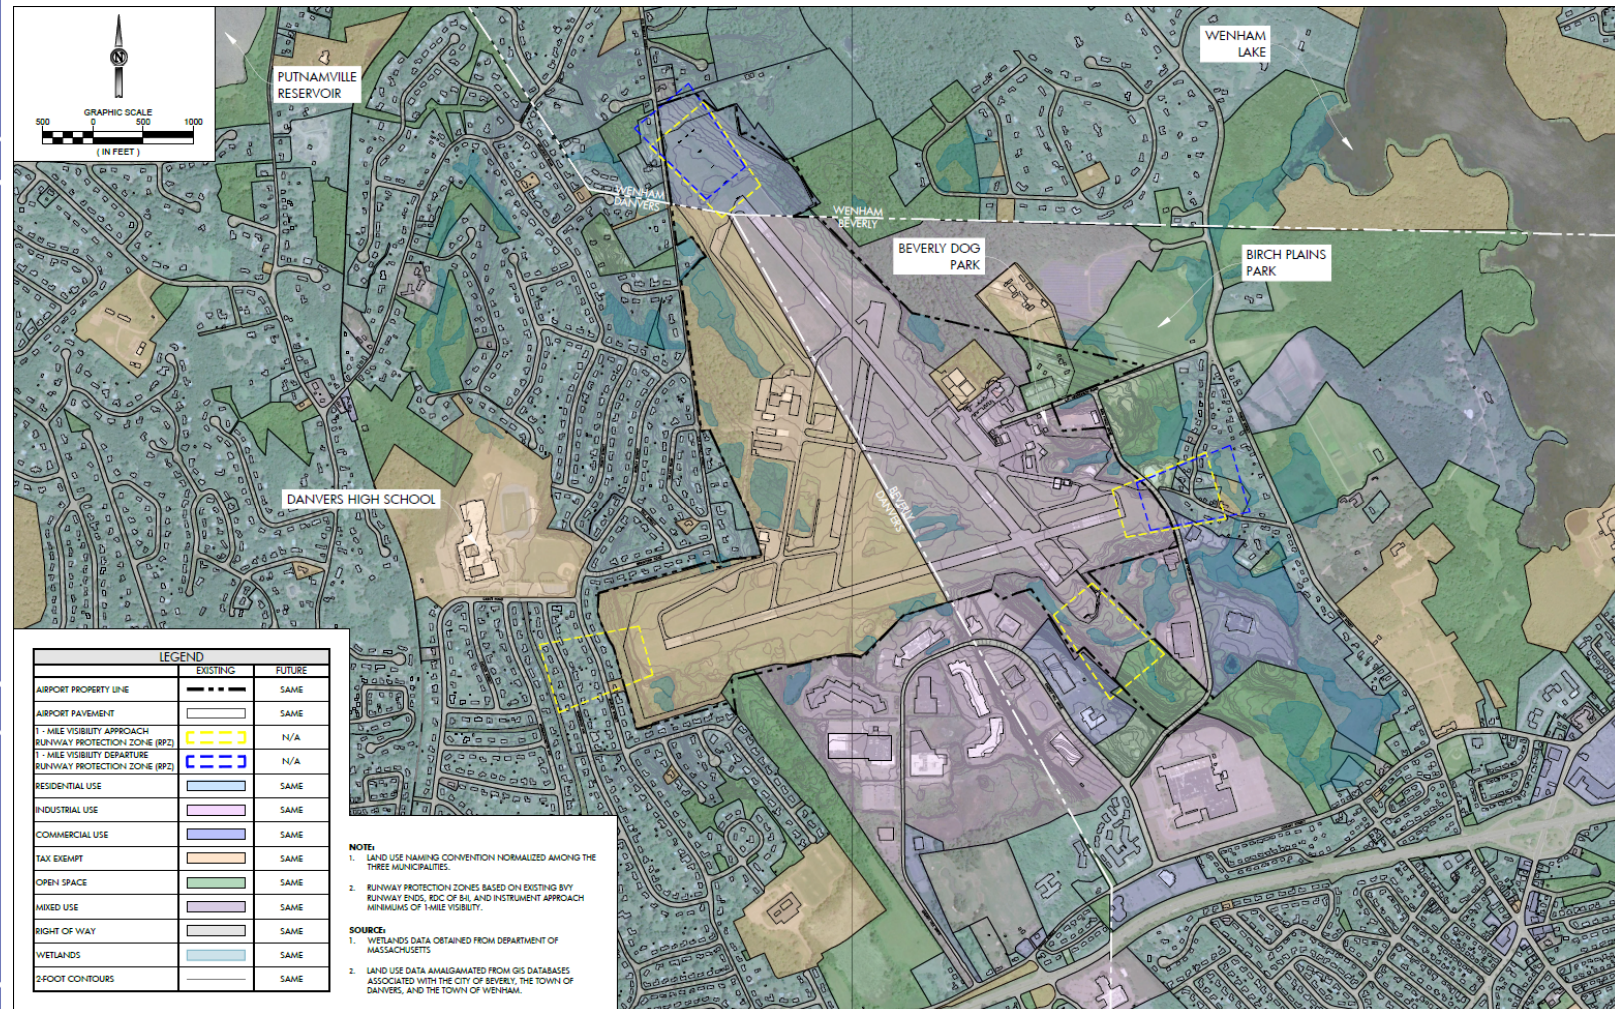 PUTNAMVILLE
RESERVOIR
WENHAM
LAKE
N
GRAPHIC SCALE
500 0 500 1000
( IN FEET )
WENHAM
DANVERS
WENHAM
BEVERLY
BEVERLY DOG
PARK
BIRCH PLAINS
PARK
DANVERS HIGH SCHOOL
BEVERLY
DANVERS
LEGEND
EXISTING FUTURE
AIRPORT PROPERTY LINE SAME
AIRPORT PAVEMENT SAME
1 - MILE VISIBILITY APPROACH
RUNWAY PROTECTION ZONE (RPZ) N/A
1 - MILE VISIBILITY DEPARTURE
RUNWAY PROTECTION ZONE (RPZ) N/A
RESIDENTIAL USE SAME
INDUSTRIAL USE SAME
COMMERCIAL USE SAME
TAX EXEMPT SAME
OPEN SPACE SAME
MIXED USE SAME
RIGHT OF WAY SAME
WETLANDS SAME
2-FOOT CONTOURS SAME
NOTE:
1. LAND USE NAMING CONVENTION NORMALIZED AMONG THE
THREE MUNICIPALITIES.
2. RUNWAY PROTECTION ZONES BASED ON EXISTING BVY
RUNWAY ENDS, RDC OF B-II, AND INSTRUMENT APPROACH
MINIMUMS OF 1-MILE VISIBILITY.
SOURCE:
1. WETLANDS DATA OBTAINED FROM DEPARTMENT OF
MASSACHUSETTS
2. LAND USE DATA AMALGAMATED FROM GIS DATABASES
ASSOCIATED WITH THE CITY OF BEVERLY, THE TOWN OF
DANVERS, AND THE TOWN OF WENHAM.